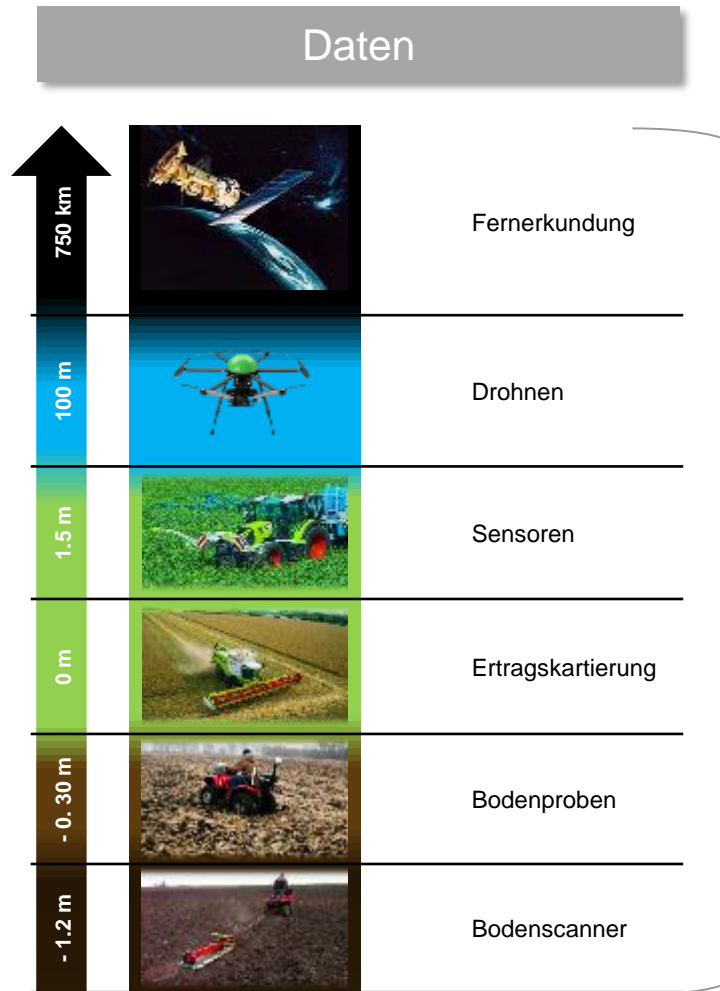 Daten
750 km
Fernerkundung
100 m
Drohnen
1.5 m
Sensoren
0 m
Ertragskartierung
- 0. 30 m
Bodenproben
- 1.2 m
Bodenscanner